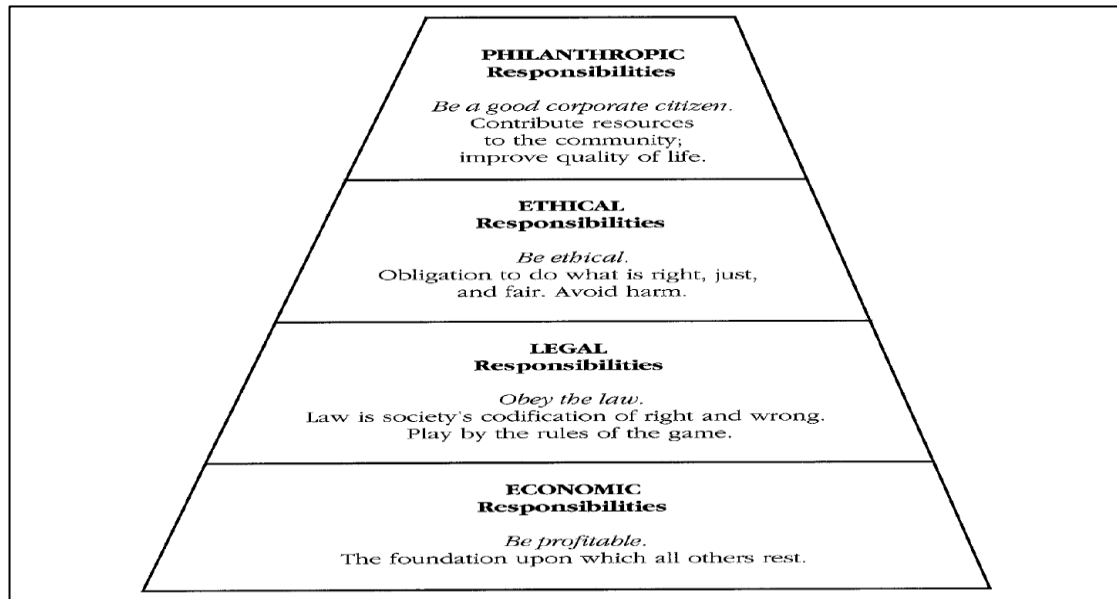 PHILANTHROPIC
Responsibilities
Be a good corporate citizen.
Contribute resources
to the community;
improve quality of life.
ETHICAL
Responsibilities
Be ethical.
Obligation to do what is right, just,
and fair. Avoid harm.
LEGAL
Responsibilities
Obey the law.
Law is society's codification of right and wrong.
Play by the rules of the game.
ECONOMIC
Responsibilities
Be profitable.
The foundation upon which all others rest.